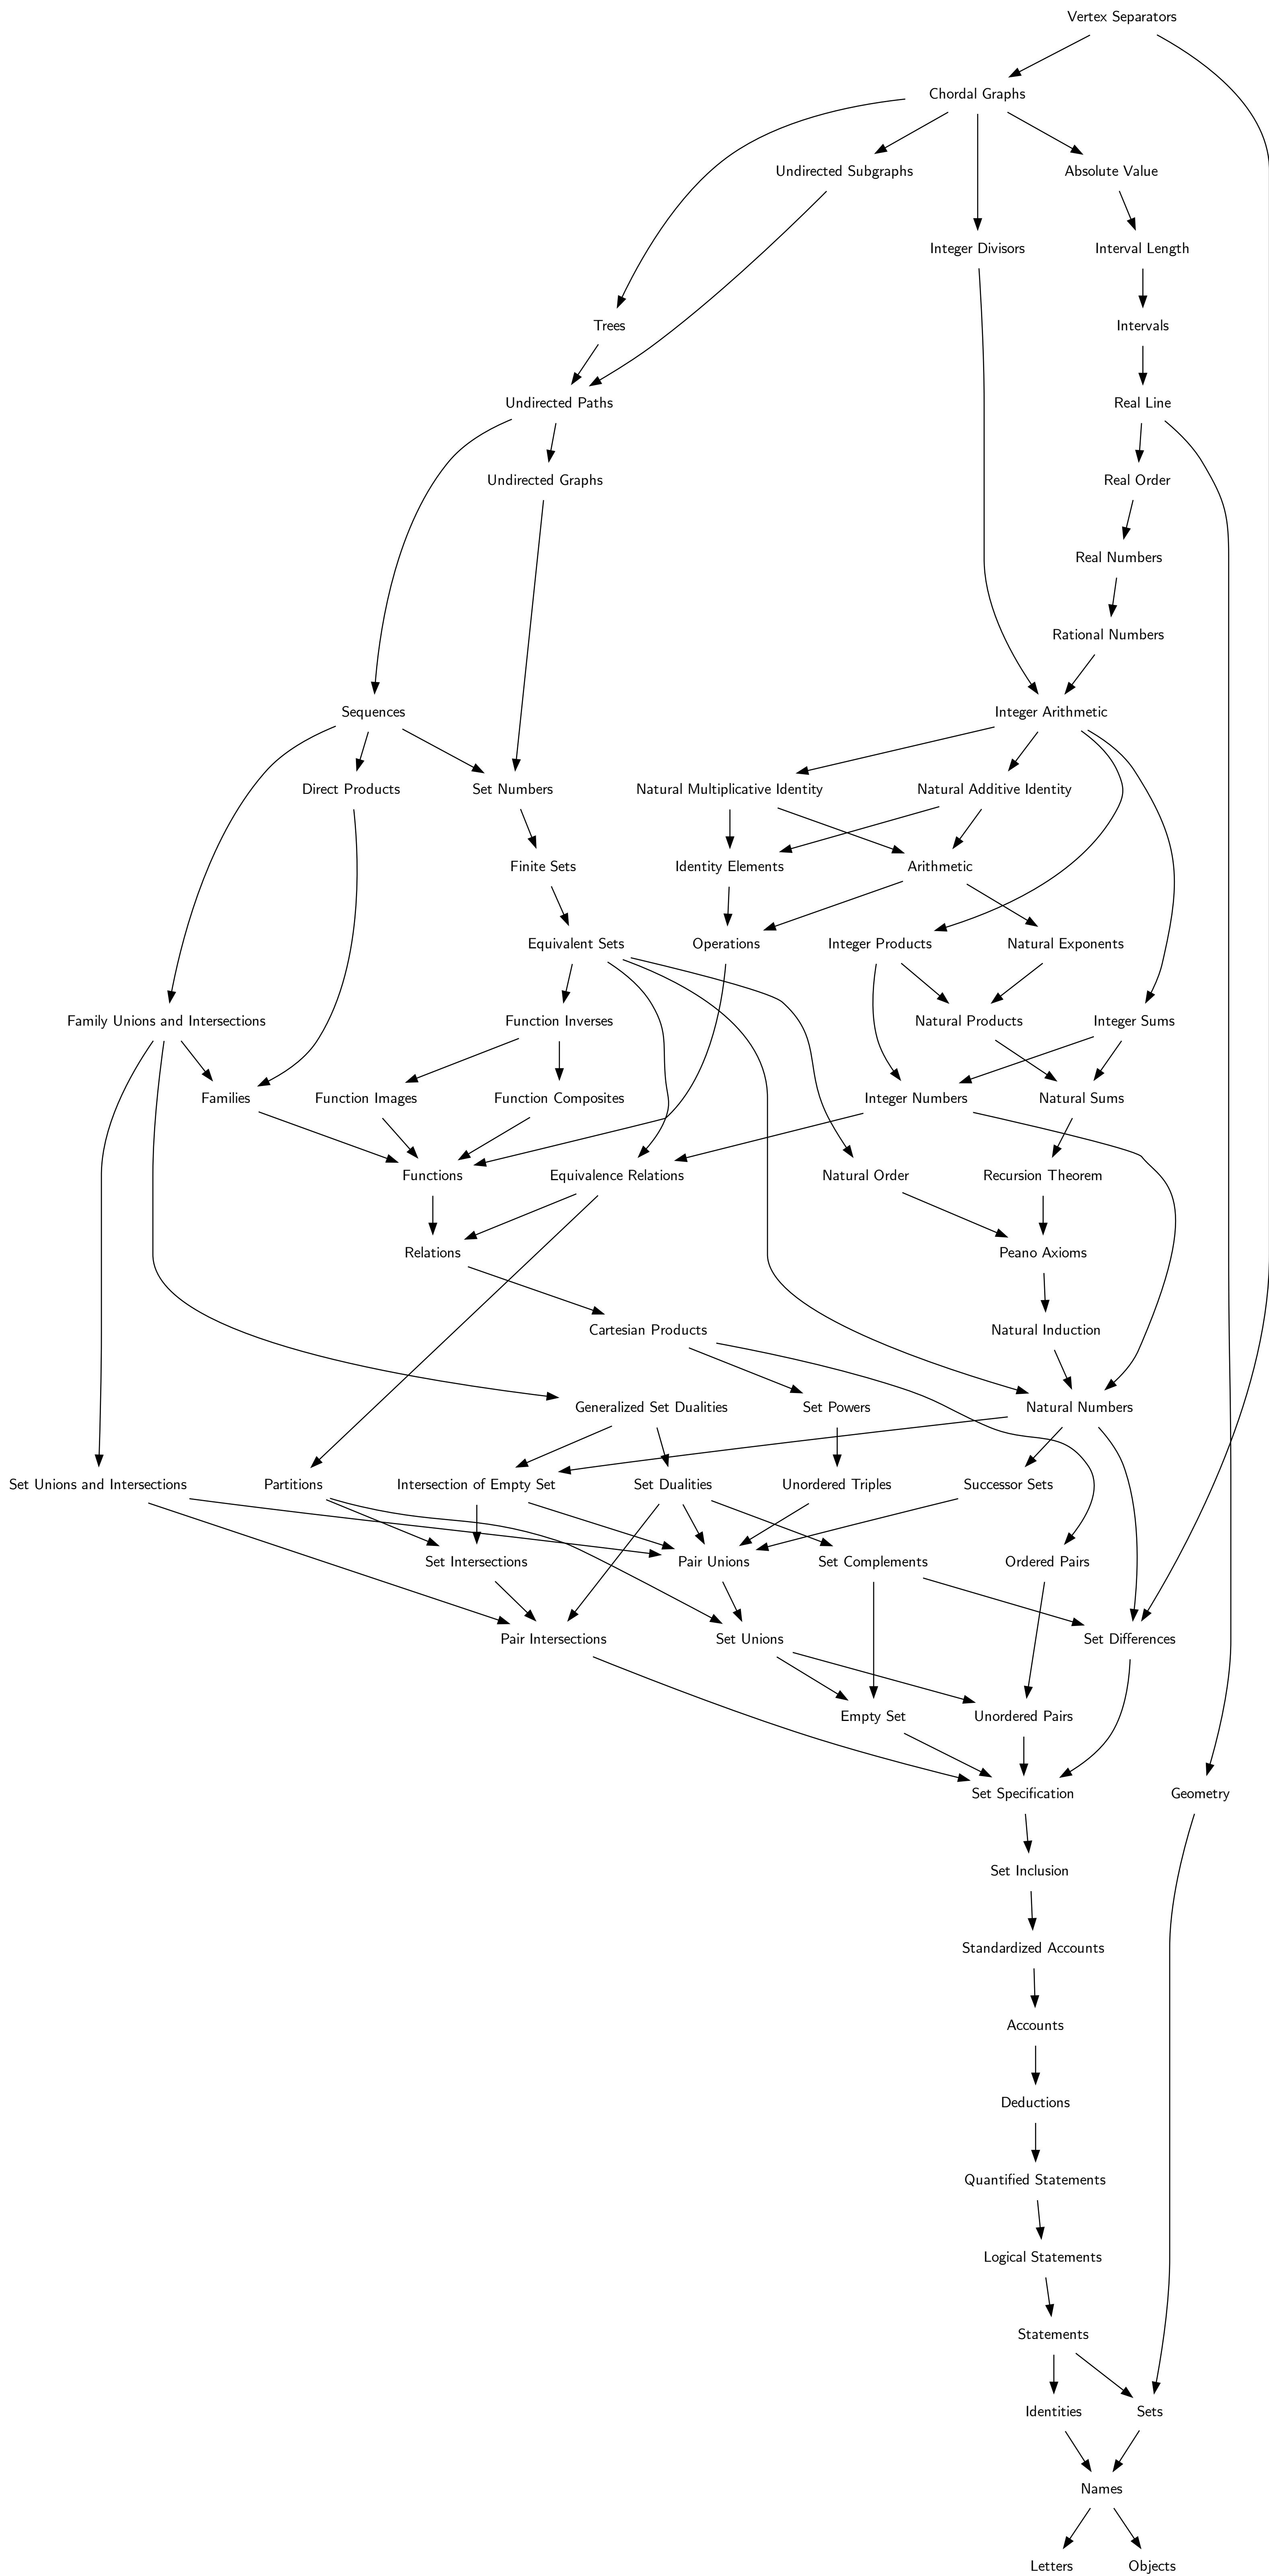 Vertex Separators
Chordal Graphs
Undirected Subgraphs
Absolute Value
Integer Divisors
Interval Length
Trees
Intervals
Undirected Paths
Real Line
Undirected Graphs
Real Order
Real Numbers
Rational Numbers
Sequences
Integer Arithmetic
Direct Products
Set Numbers
Natural Multiplicative Identity
Natural Additive Identity
Finite Sets
Identity Elements
Arithmetic
Equivalent Sets
Operations
Integer Products
Natural Exponents
Family Unions and Intersections
Function Inverses
Natural Products
Integer Sums
Families
Function Images
Function Composites
Integer Numbers
Natural Sums
Functions
Equivalence Relations
Natural Order
Recursion Theorem
Relations
Peano Axioms
Cartesian Products
Natural Induction
Generalized Set Dualities
Set Powers
Natural Numbers
Set Unions and Intersections
Partitions
Intersection of Empty Set
Set Dualities
Unordered Triples
Successor Sets
Set Intersections
Pair Unions
Set Complements
Ordered Pairs
Pair Intersections
Set Unions
Set Differences
Empty Set
Unordered Pairs
Set Specification
Geometry
Set Inclusion
Standardized Accounts
Accounts
Deductions
Quantified Statements
Logical Statements
Statements
Identities
Sets
Names
Letters
Objects